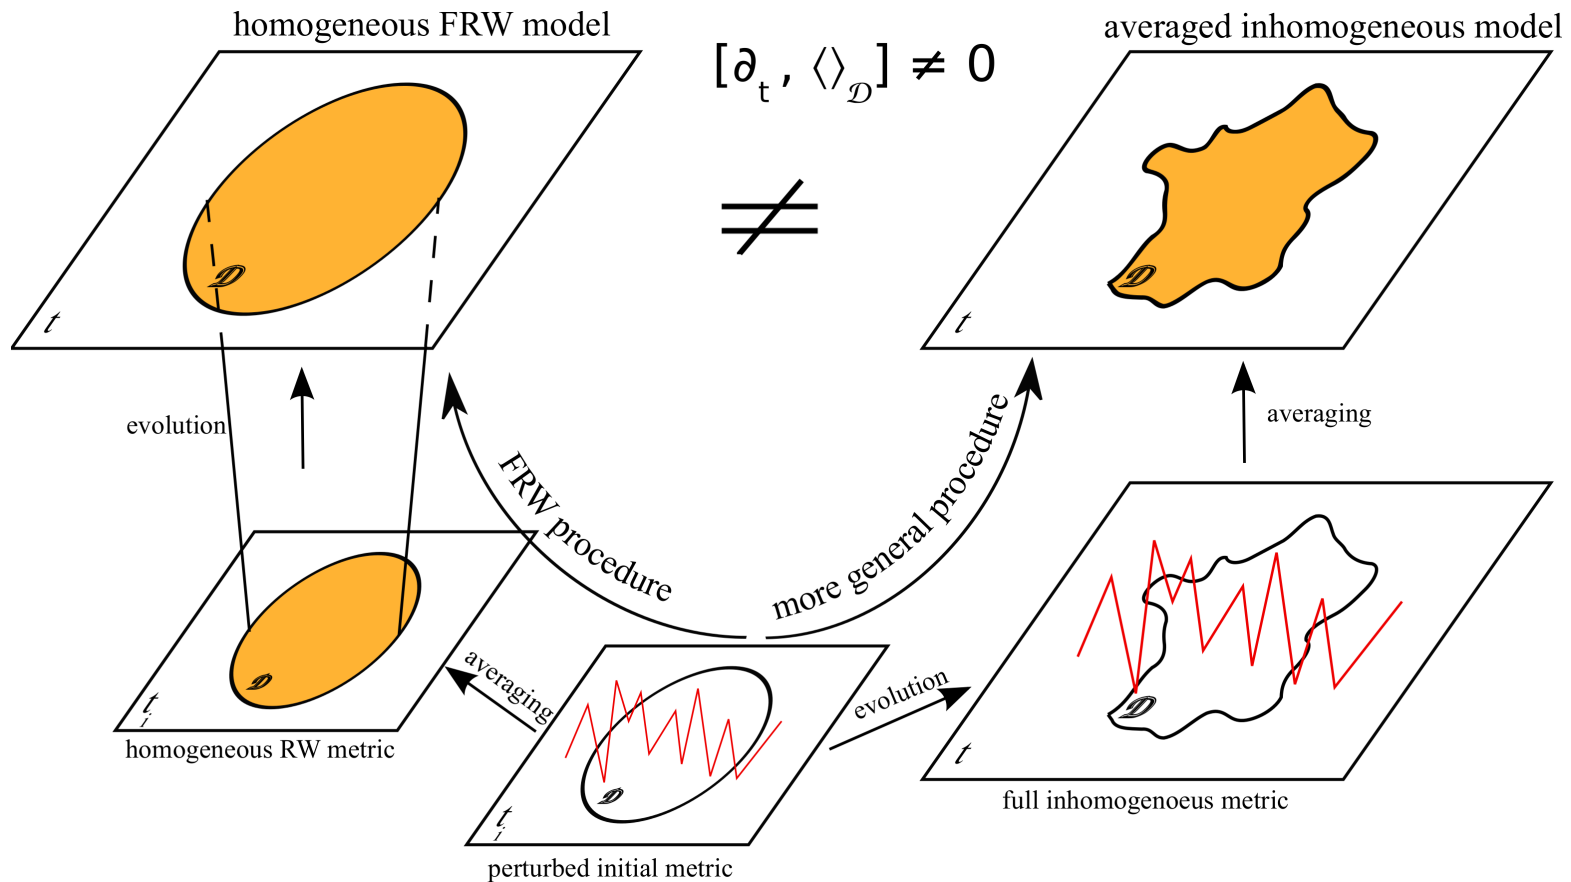 homogeneous FRW model
averaged inhomogeneous model
[∂t , ⟨⟩𝒟] ≠ 0
≠
𝒟
t
𝒟
t
evolution
averaging
FRW procedure
more general procedure
𝒟
ti
homogeneous RW metric
averaging
evolution
𝒟
t
full inhomogenoeus metric
𝒟
ti
perturbed initial metric